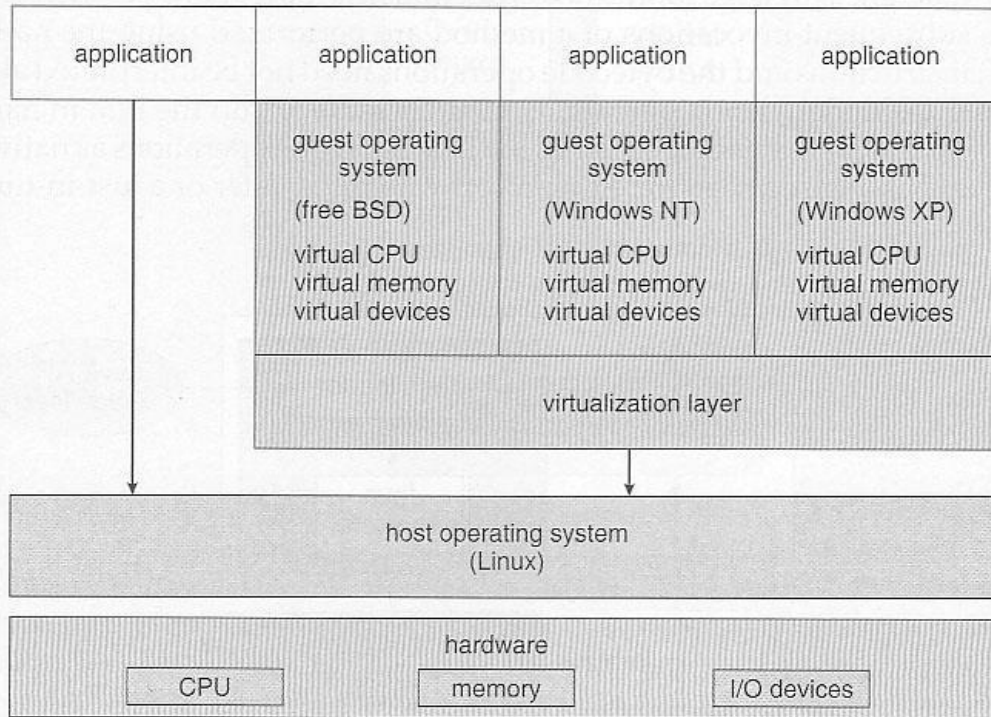 application
application
application
application
guest operating
system
(free BSD)
virtual CPU
virtual memory
virtual devices
guest operating
system
(Windows NT)
virtual CPU
virtual memory
virtual devices
guest operating
system
(Windows XP)
virtual CPU
virtual memory
virtual devices
virtualization layer
host operating system
(Linux)
hardware
CPU
memory
I/O devices